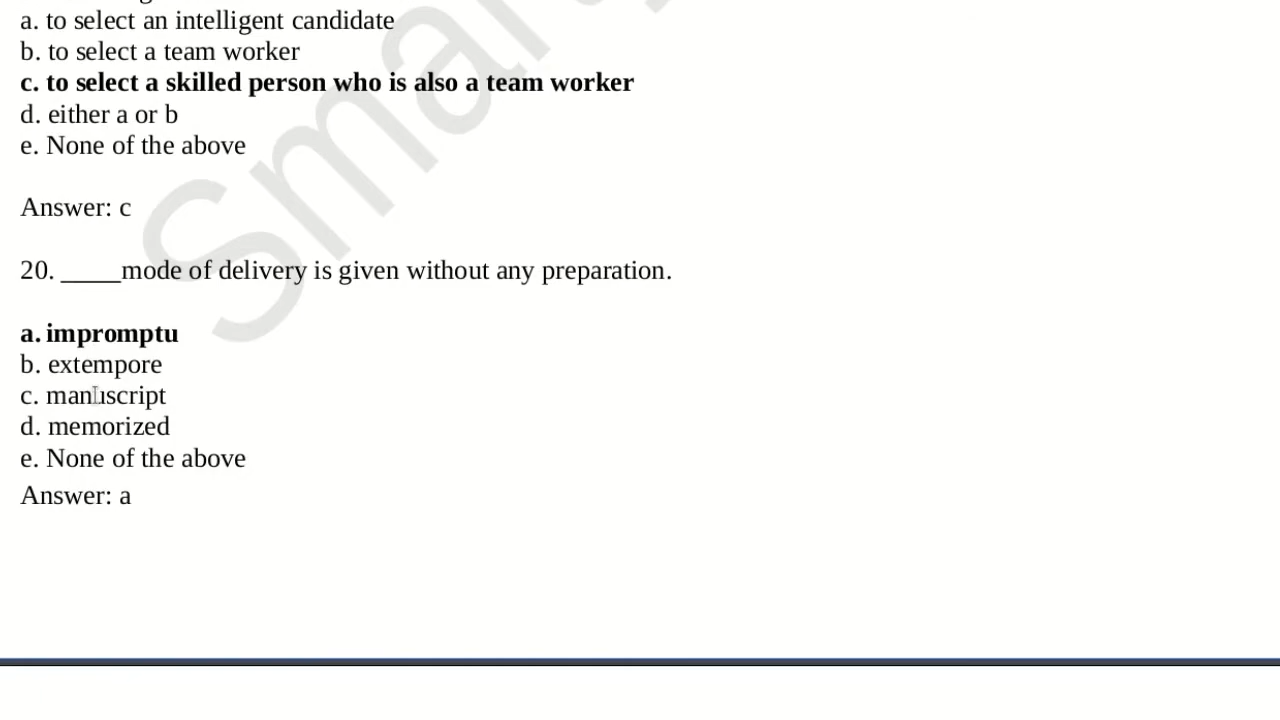 a. to select an intelligent candidate
b. to select a team worker
c. to select a skilled person who is also a team worker
d. either a or b
e. None of the above
Answer: c
20. _____mode of delivery is given without any preparation.
a. impromptu
b. extempore
c. manuscript
d. memorized
e. None of the above
Answer: a
Smar